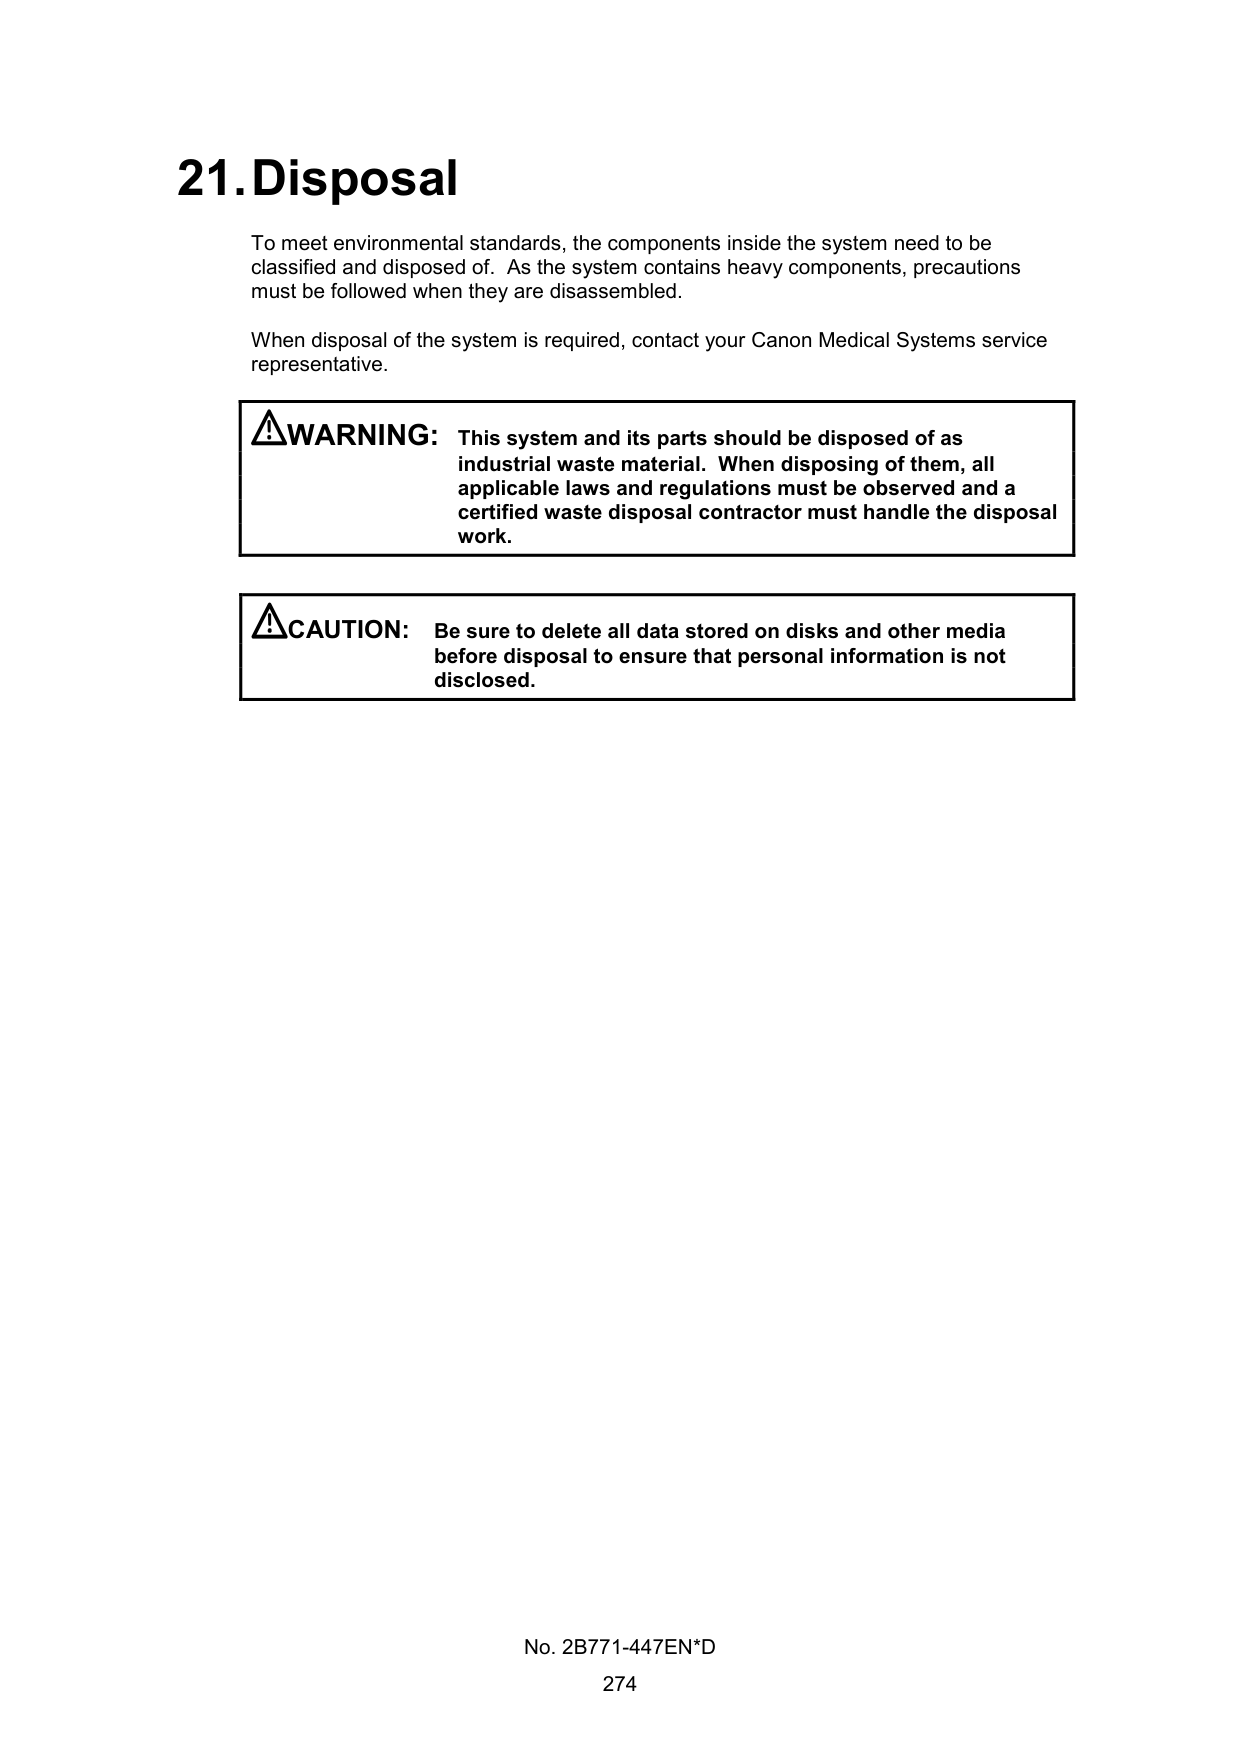 21. Disposal
To meet environmental standards, the components inside the system need to be
classified and disposed of.  As the system contains heavy components, precautions
must be followed when they are disassembled.
When disposal of the system is required, contact your Canon Medical Systems service
representative.
WARNING: This system and its parts should be disposed of as
industrial waste material.  When disposing of them, all
applicable laws and regulations must be observed and a
certified waste disposal contractor must handle the disposal
work.
CAUTION: Be sure to delete all data stored on disks and other media
before disposal to ensure that personal information is not
disclosed.
No. 2B771-447EN*D
274